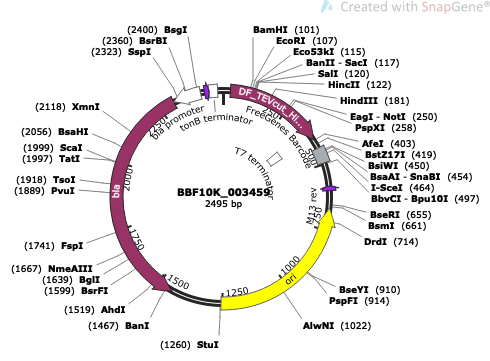 Created with SnapGene®
(2400) BsgI
(2360) BsrBI
(2323) SspI
BamHI (101)
EcoRI (107)
Eco53kI (115)
BanII - SacI (117)
SalI (120)
HincII (122)
HindIII (181)
EagI - NotI (250)
PspXI (258)
AfeI (403)
BstZ17I (419)
BsiWI (450)
BsaAI - SnaBI (454)
I-SceI (464)
BbvCI - Bpu10I (497)
BseRI (655)
BsmI (661)
DrdI (714)
BseYI (910)
PspFI (914)
AlwNI (1022)
(1260) StuI
(1467) BanI
(1519) AhdI
(1599) BsrFI
(1639) BglI
(1667) NmeAIII
(1741) FspI
(1889) PvuI
(1918) TsoI
(1997) TatI
(1999) ScaI
(2056) BsaHI
(2118) XmnI
DF_TEVcut_Hi...
FreeGenes Barcode
bla promoter
tonB terminator
T7 terminator
M13 rev
bla
ori
BBF10K_003459
2495 bp
500
750
1000
1250
1500
1750
2000